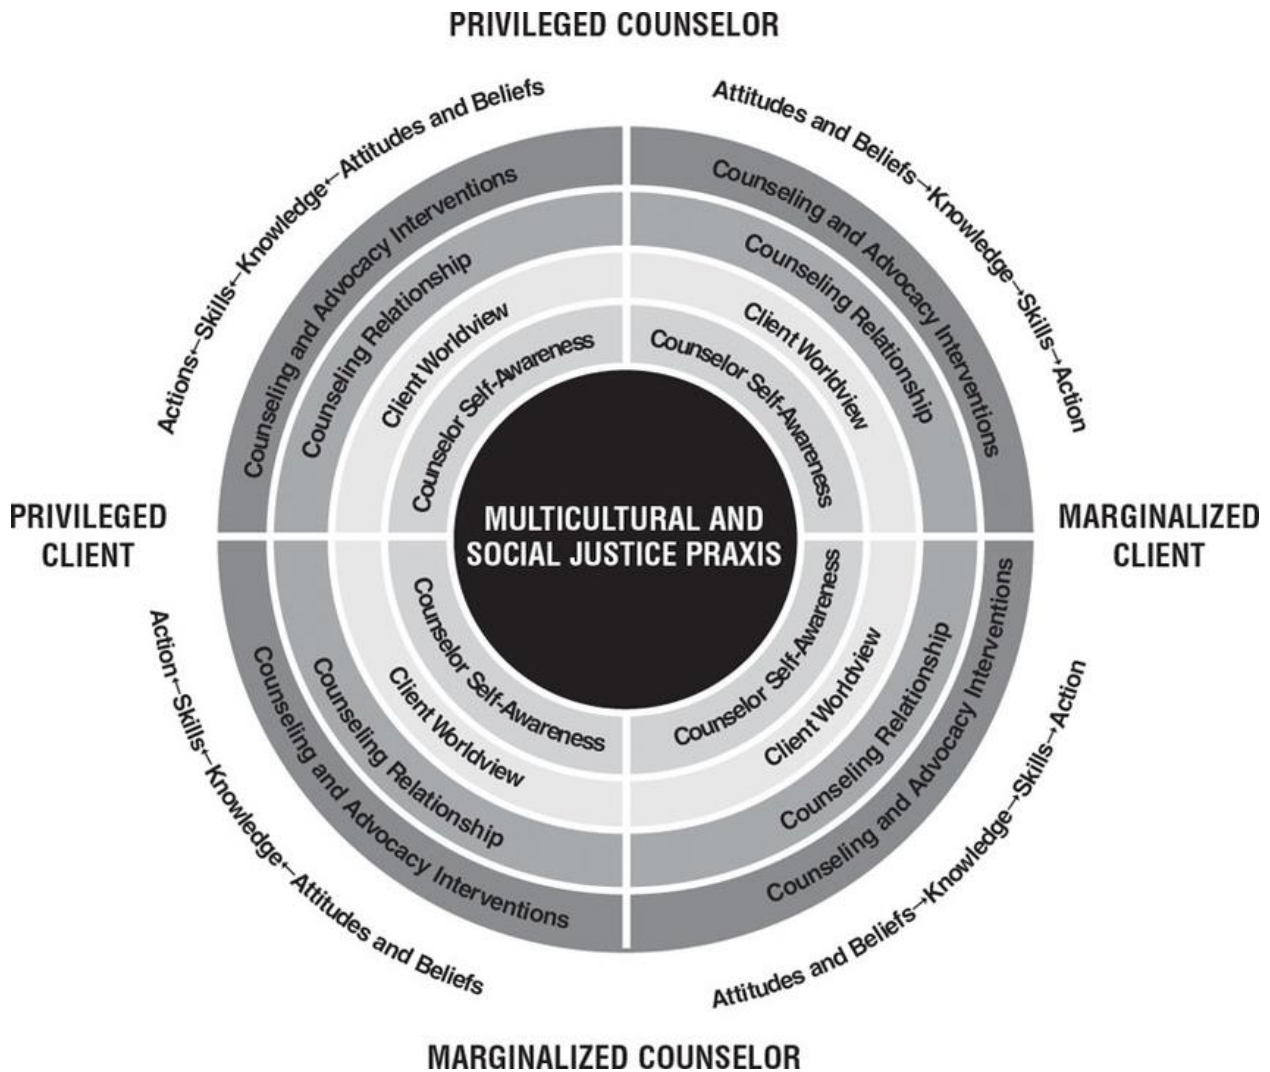 PRIVILEGED COUNSELOR
Actions←Skills←Knowledge←Attitudes and Beliefs
Attitudes and Beliefs→Knowledge→Skills→Action
Counseling and Advocacy Interventions
Counseling and Advocacy Interventions
Counseling Relationship
Counseling Relationship
Client Worldview
Client Worldview
Counselor Self-Awareness
Counselor Self-Awareness
PRIVILEGED
CLIENT
MULTICULTURAL AND
SOCIAL JUSTICE PRAXIS
MARGINALIZED
CLIENT
Counselor Self-Awareness
Counselor Self-Awareness
Client Worldview
Client Worldview
Counseling Relationship
Counseling Relationship
Counseling and Advocacy Interventions
Counseling and Advocacy Interventions
Action←Skills←Knowledge←Attitudes and Beliefs
Attitudes and Beliefs→Knowledge→Skills→Action
MARGINALIZED COUNSELOR